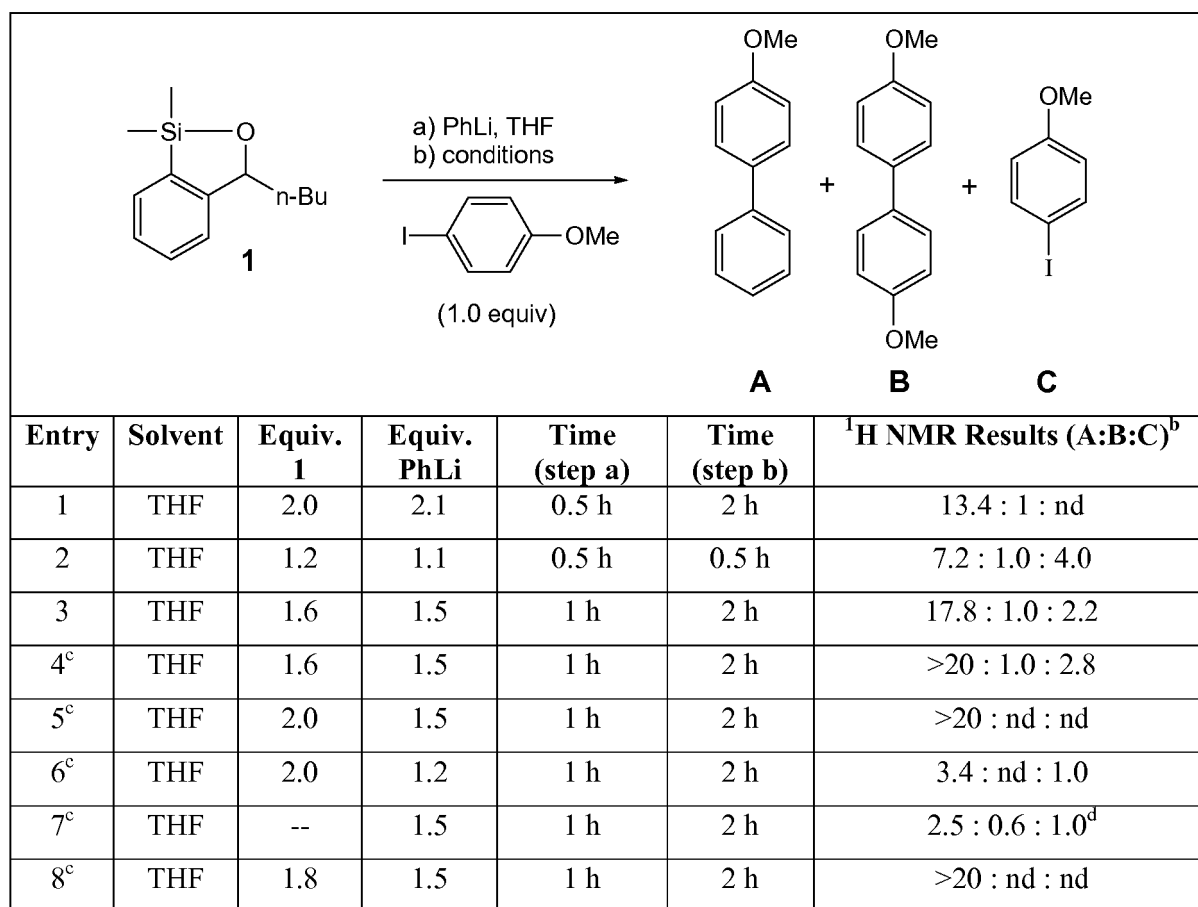 OMe
OMe
Si
O
a) PhLi, THF
b) conditions
OMe
n-Bu
+
+
1
I
OMe
I
(1.0 equiv)
OMe
A
B
C
Entry Solvent Equiv. 1 Equiv. PhLi Time (step a) Time (step b) ¹H NMR Results (A:B:C)ᵇ
1 THF 2.0 2.1 0.5 h 2 h 13.4 : 1 : nd
2 THF 1.2 1.1 0.5 h 0.5 h 7.2 : 1.0 : 4.0
3 THF 1.6 1.5 1 h 2 h 17.8 : 1.0 : 2.2
4ᶜ THF 1.6 1.5 1 h 2 h >20 : 1.0 : 2.8
5ᶜ THF 2.0 1.5 1 h 2 h >20 : nd : nd
6ᶜ THF 2.0 1.2 1 h 2 h 3.4 : nd : 1.0
7ᶜ THF -- 1.5 1 h 2 h 2.5 : 0.6 : 1.0ᵈ
8ᶜ THF 1.8 1.5 1 h 2 h >20 : nd : nd